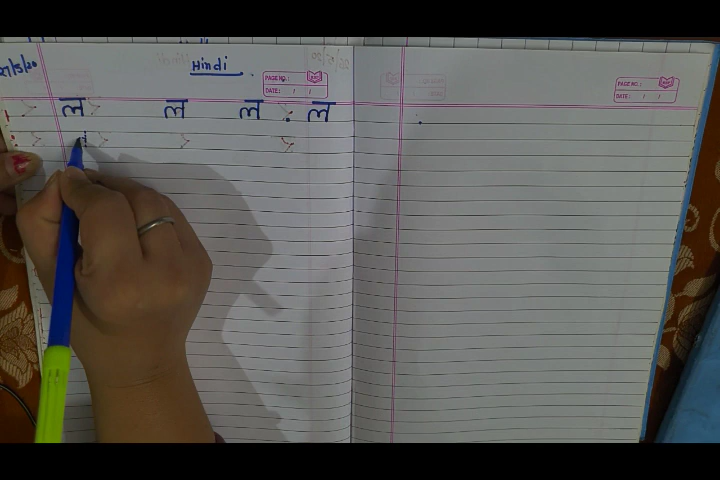 Hindi
PAGE NO.:
DATE: / /
PAGE NO.:
DATE: / /
ल ल ल ल